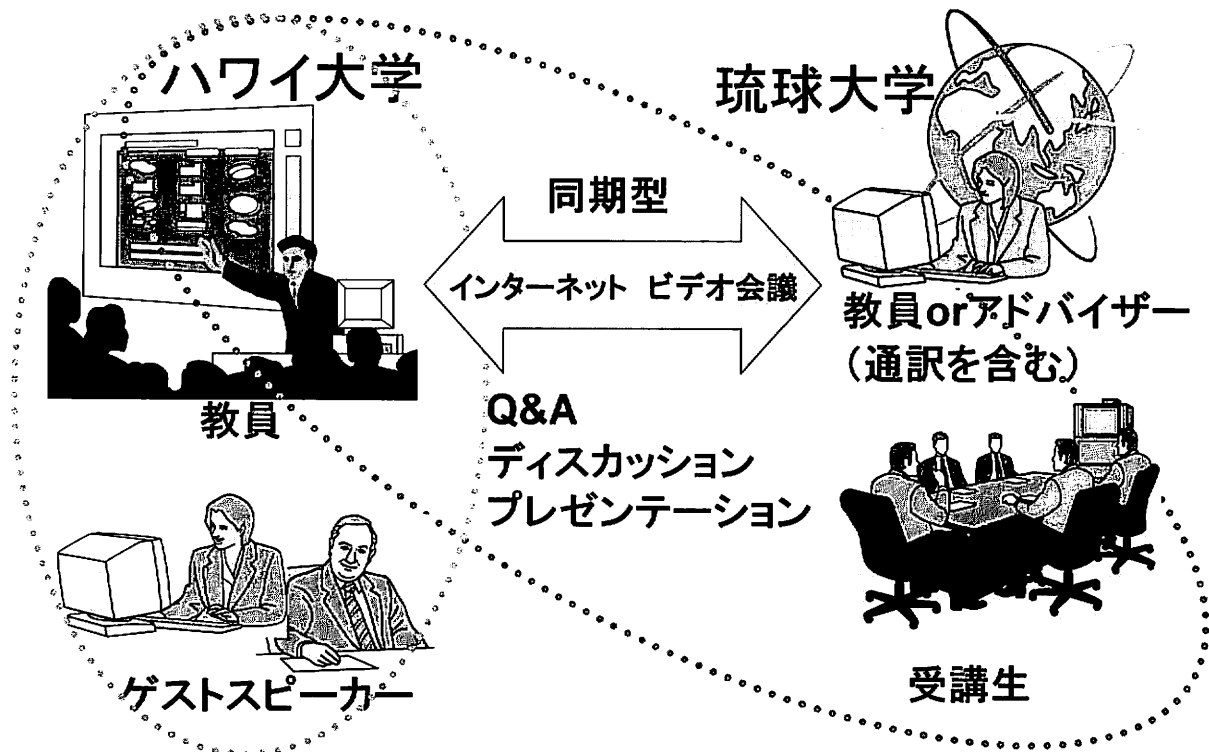 ハワイ大学
琉球大学
同期型
インターネット ビデオ会議
教員orアドバイザー
(通訳を含む)
教員
Q&A
ディスカッション
プレゼンテーション
ゲストスピーカー
受講生